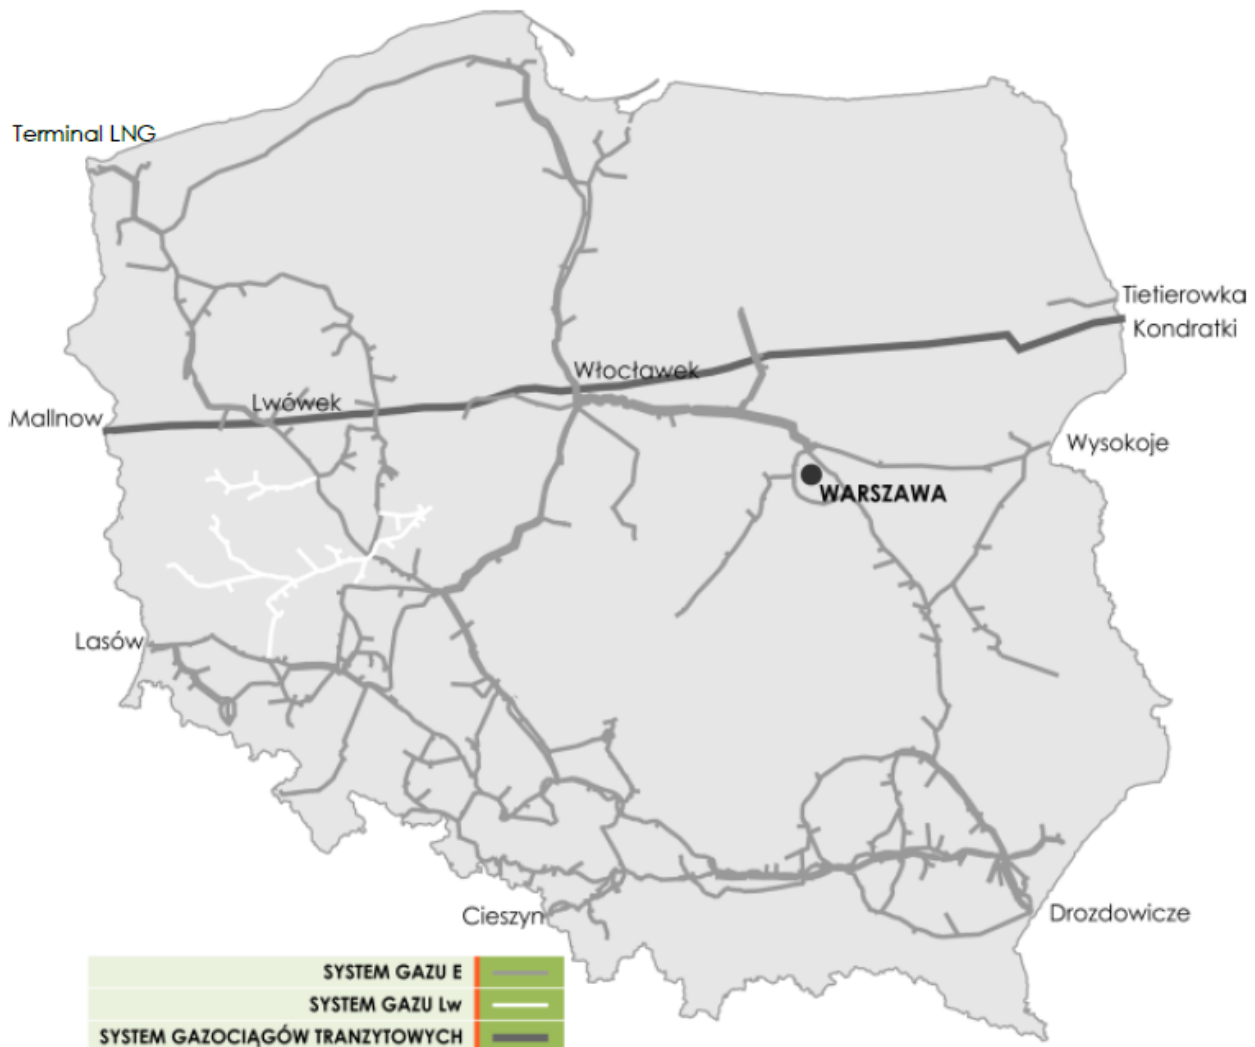 Terminal LNG
Tietierowka
Kondratki
Włocławek
Lwówek
Mallnow
Wysokoje
WARSZAWA
Lasów
Cieszyn
Drozdowicze
SYSTEM GAZU E
SYSTEM GAZU Lw
SYSTEM GAZOCIĄGÓW TRANZYTOWYCH